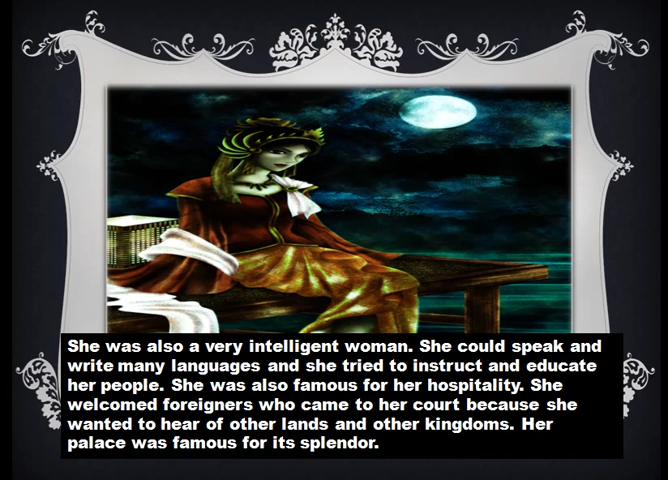 She was also a very intelligent woman. She could speak and
write many languages and she tried to instruct and educate
her people. She was also famous for her hospitality. She
welcomed foreigners who came to her court because she
wanted to hear of other lands and other kingdoms. Her
palace was famous for its splendor.